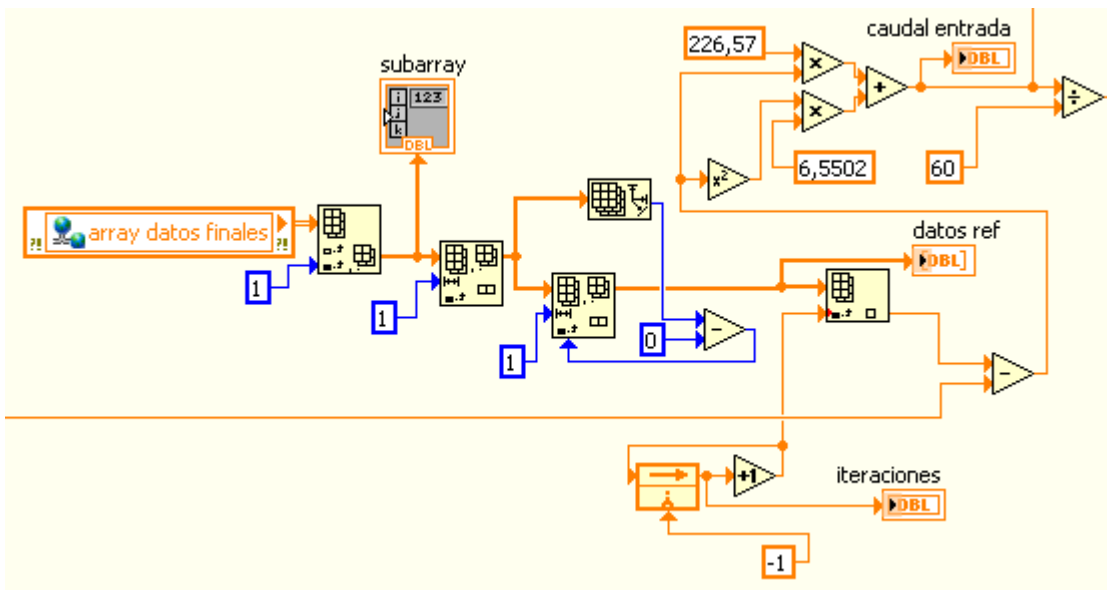 caudal entrada
226,57
DBL
subarray
i
j
k
123
DBL
x
+
÷
x
x²
6,5502
60
?!
array datos finales
?!
datos ref
DBL]
1
1
0
-
1
-
+1
iteraciones
DBL
-1